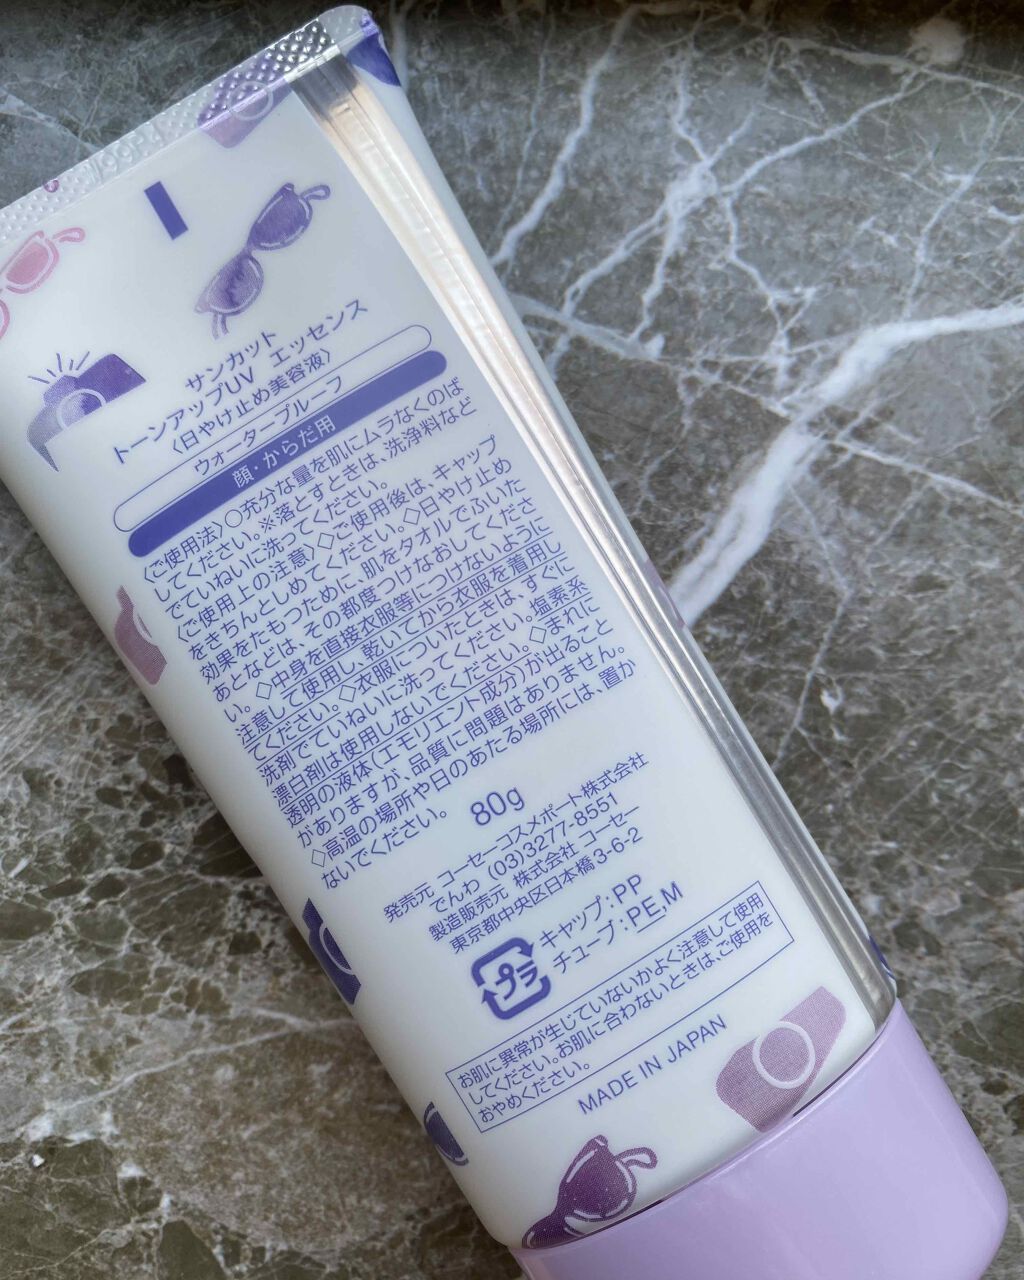 サンカット
トーンアップUV エッセンス
〈日やけ止め美容液〉
ウォータープルーフ
顔・からだ用
〈ご使用法〉○充分な量を肌にムラなくのば
してください。※落とすときは、洗浄料など
でていねいに洗ってください。
〈ご使用上の注意〉◇ご使用後は、キャップ
をきちんとしめてください。◇日やけ止め
効果をたもつために、肌をタオルでふいた
あとなどは、その都度つけなおしてくださ
い。◇中身を直接衣服等につけないように
注意して使用し、乾いてから衣服を着用し
てください。◇衣服についたときは、すぐに
洗剤でていねいに洗ってください。塩素系
漂白剤は使用しないでください。◇まれに
透明の液体(エモリエント成分)が出ること
がありますが、品質に問題はありません。
◇高温の場所や日のあたる場所には、置か
ないでください。
80g
発売元 コーセーコスメポート株式会社
でんわ (03)3277-8551
製造販売元 株式会社 コーセー
東京都中央区日本橋3-6-2
プラ
キャップ:PP
チューブ:PE,M
お肌に異常が生じていないかよく注意して使用
してください。お肌に合わないときは、ご使用を
おやめください。
MADE IN JAPAN